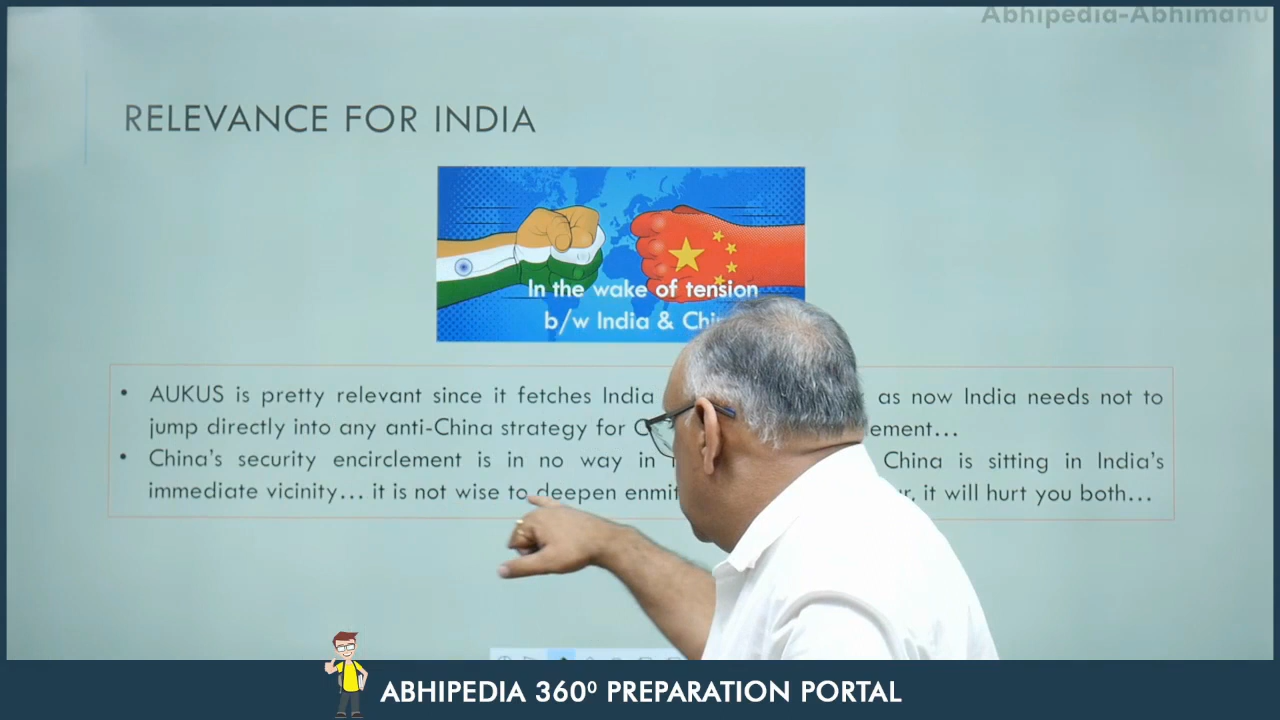 Abhipedia-Abhimanu
RELEVANCE FOR INDIA
In the wake of tension
b/w India &
• AUKUS is pretty relevant since it fetches India as now India needs not to
jump directly into any anti-China strategy for
• China's security encirclement is in no way in China is sitting in India's
immediate vicinity... it is not wise to deepen it will hurt you both...
ABHIPEDIA 360⁰ PREPARATION PORTAL